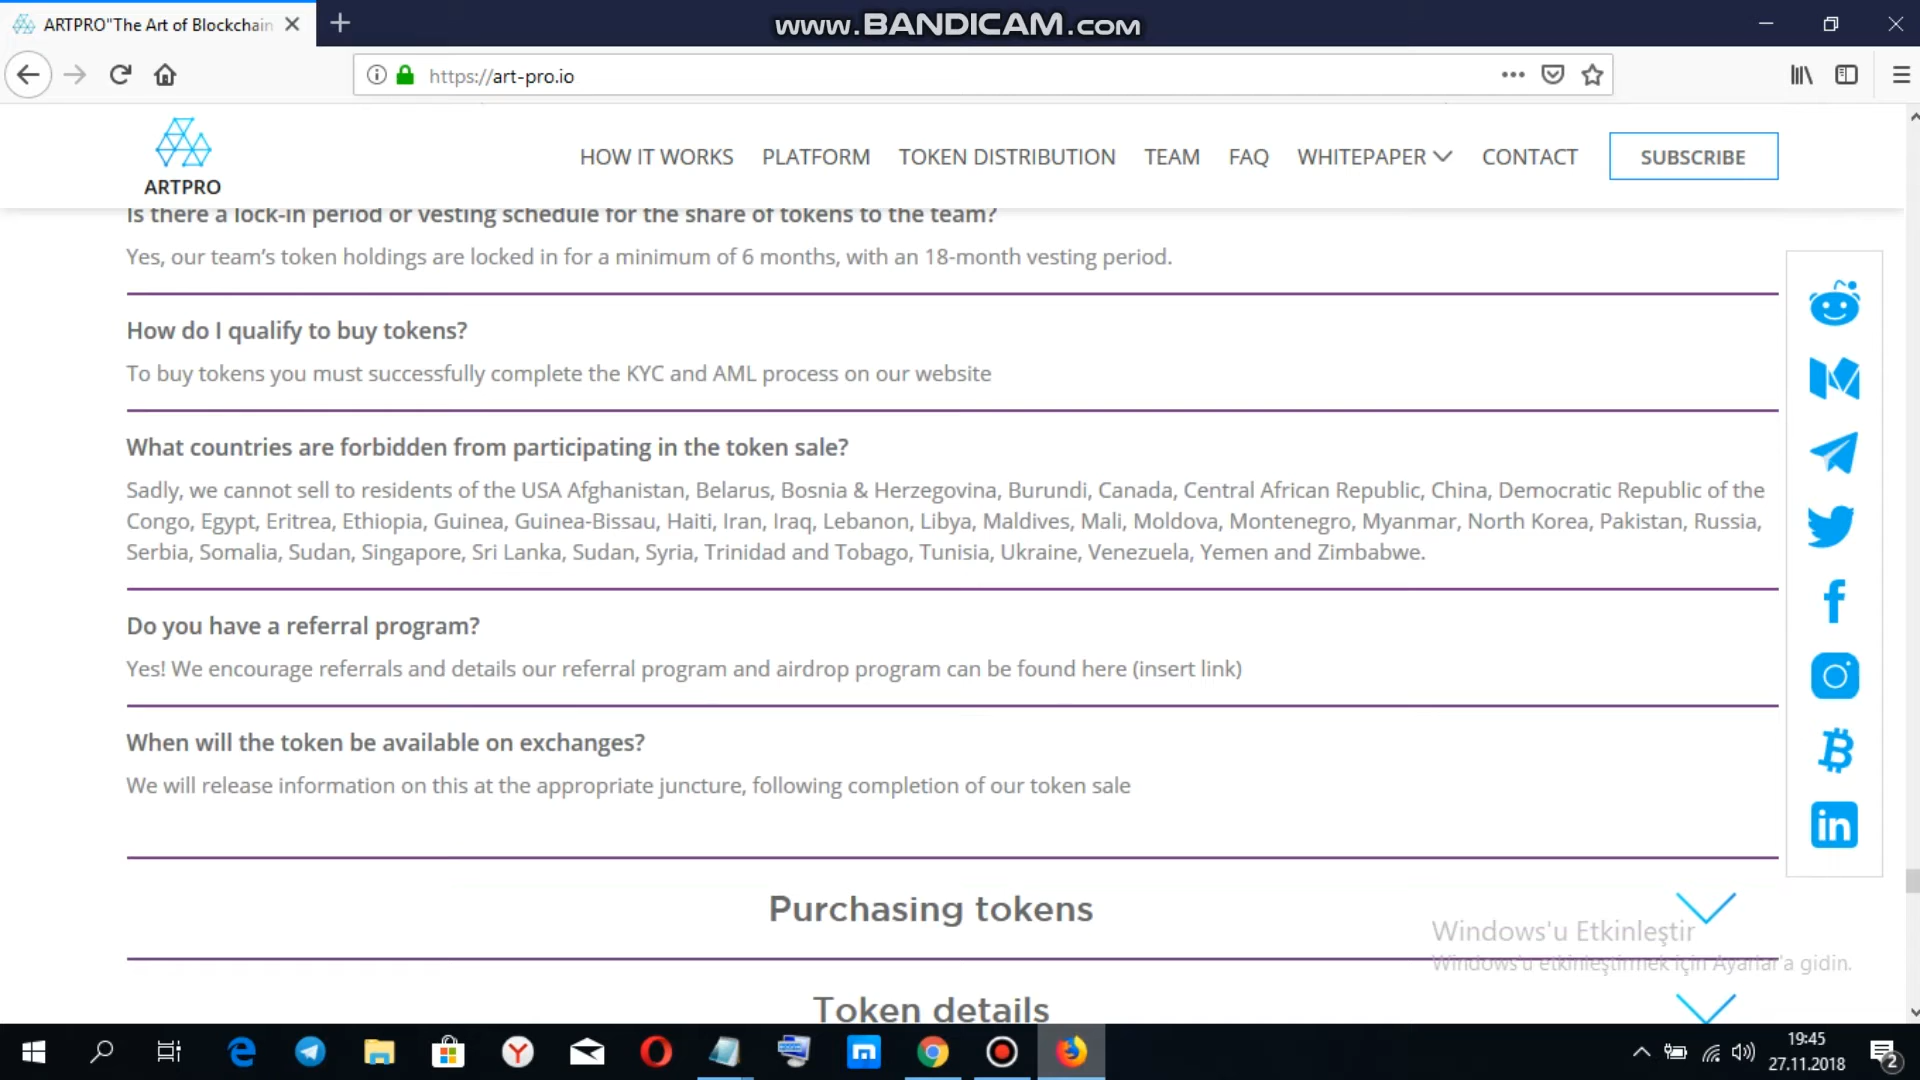 ARTPRO"The Art of Blockchain
www.BANDICAM.com
https://art-pro.io
ARTPRO
HOW IT WORKS
PLATFORM
TOKEN DISTRIBUTION
TEAM
FAQ
WHITEPAPER
CONTACT
SUBSCRIBE
Is there a lock-in period or vesting schedule for the share of tokens to the team?
Yes, our team’s token holdings are locked in for a minimum of 6 months, with an 18-month vesting period.
How do I qualify to buy tokens?
To buy tokens you must successfully complete the KYC and AML process on our website
What countries are forbidden from participating in the token sale?
Sadly, we cannot sell to residents of the USA Afghanistan, Belarus, Bosnia & Herzegovina, Burundi, Canada, Central African Republic, China, Democratic Republic of the
Congo, Egypt, Eritrea, Ethiopia, Guinea, Guinea-Bissau, Haiti, Iran, Iraq, Lebanon, Libya, Maldives, Mali, Moldova, Montenegro, Myanmar, North Korea, Pakistan, Russia,
Serbia, Somalia, Sudan, Singapore, Sri Lanka, Sudan, Syria, Trinidad and Tobago, Tunisia, Ukraine, Venezuela, Yemen and Zimbabwe.
Do you have a referral program?
Yes! We encourage referrals and details our referral program and airdrop program can be found here (insert link)
When will the token be available on exchanges?
We will release information on this at the appropriate juncture, following completion of our token sale
Purchasing tokens
Windows'u Etkinleştir
Windows'u etkinleştirmek için Ayarlar'a gidin.
Token details
19:45
27.11.2018
2